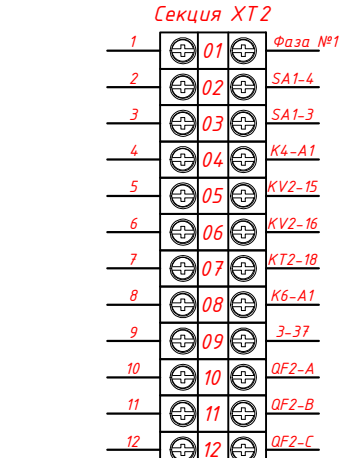 Секция XT2
1 01 Фаза №1
2 02 SA1-4
3 03 SA1-3
4 04 K4-A1
5 05 KV2-15
6 06 KV2-16
7 07 KT2-18
8 08 K6-A1
9 09 3-37
10 10 QF2-A
11 11 QF2-B
12 12 QF2-C